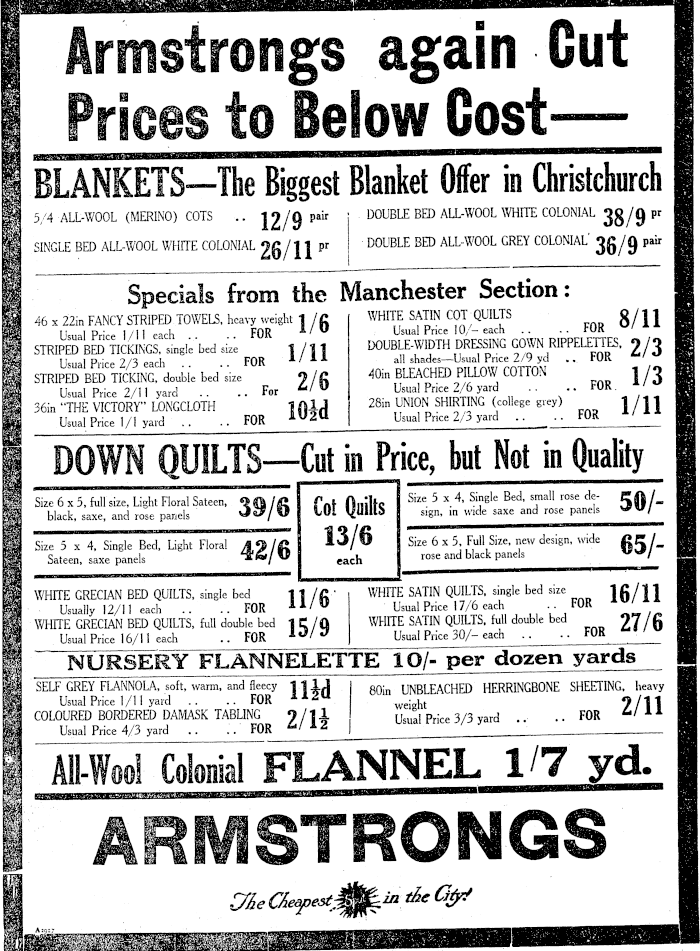 Armstrongs again Cut
Prices to Below Cost—
BLANKETS—The Biggest Blanket Offer in Christchurch
5/4 ALL-WOOL (MERINO) COTS .. 12/9 pair
SINGLE BED ALL-WOOL WHITE COLONIAL 26/11 pr
DOUBLE BED ALL-WOOL WHITE COLONIAL 38/9 pr
DOUBLE BED ALL-WOOL GREY COLONIAL 36/9 pair
Specials from the Manchester Section:
46 x 22in FANCY STRIPED TOWELS, heavy weight 1/6
Usual Price 1/11 each .. .. FOR
STRIPED BED TICKINGS, single bed size 1/11
Usual Price 2/3 each .. .. FOR
STRIPED BED TICKING, double bed size 2/6
Usual Price 2/11 yard .. .. For
36in "THE VICTORY" LONGCLOTH 10½d
Usual Price 1/1 yard .. .. FOR
WHITE SATIN COT QUILTS 8/11
Usual Price 10/- each .. .. FOR
DOUBLE-WIDTH DRESSING GOWN RIPPELETTES, 2/3
all shades—Usual Price 2/9 yd .. FOR
40in BLEACHED PILLOW COTTON 1/3
Usual Price 2/6 yard .. .. FOR
28in UNION SHIRTING (college grey) 1/11
Usual Price 2/3 yard .. .. FOR
DOWN QUILTS—Cut in Price, but Not in Quality
Size 6 x 5, full size, Light Floral Sateen, 39/6
black, saxe, and rose panels
Size 5 x 4, Single Bed, Light Floral 42/6
Sateen, saxe panels
Cot Quilts
13/6
each
Size 5 x 4, Single Bed, small rose de- 50/-
sign, in wide saxe and rose panels
Size 6 x 5, Full Size, new design, wide 65/-
rose and black panels
WHITE GRECIAN BED QUILTS, single bed 11/6
Usually 12/11 each .. .. FOR
WHITE GRECIAN BED QUILTS, full double bed 15/9
Usual Price 16/11 each .. FOR
WHITE SATIN QUILTS, single bed size 16/11
Usual Price 17/6 each .. FOR
WHITE SATIN QUILTS, full double bed 27/6
Usual Price 30/- each .. .. FOR
NURSERY FLANNELETTE 10/- per dozen yards
SELF GREY FLANNOLA, soft, warm, and fleecy 11½d
Usual Price 1/11 yard .. .. FOR
COLOURED BORDERED DAMASK TABLING 2/1½
Usual Price 4/3 yard .. .. FOR
80in UNBLEACHED HERRINGBONE SHEETING, heavy
weight 2/11
Usual Price 3/3 yard .. .. FOR
All-Wool Colonial FLANNEL 1/7 yd.
ARMSTRONGS
The Cheapest in the City!